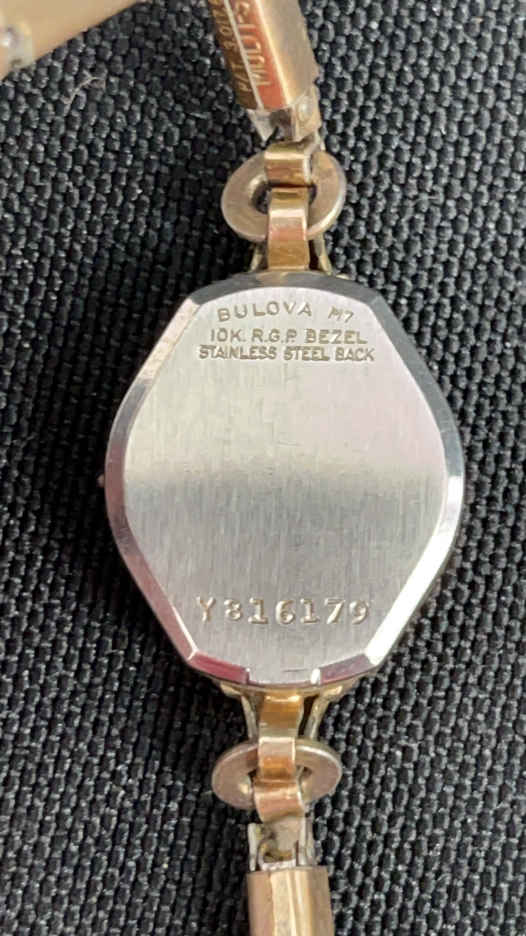 BULOVA M7
10K. R.G.P. BEZEL
STAINLESS STEEL BACK
Y816179